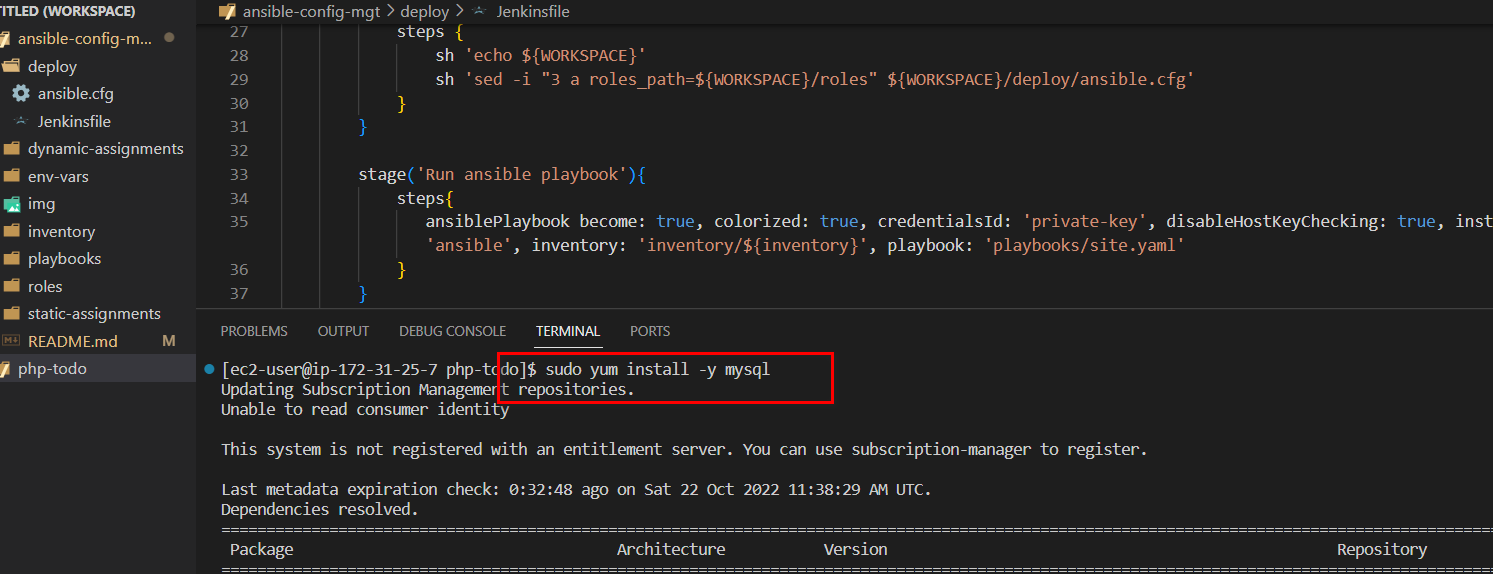 TITLED (WORKSPACE)
ansible-config-m...
deploy
ansible.cfg
Jenkinsfile
dynamic-assignments
env-vars
img
inventory
playbooks
roles
static-assignments
README.md M
php-todo
ansible-config-mgt > deploy > Jenkinsfile
27 steps {
28 sh 'echo ${WORKSPACE}'
29 sh 'sed -i "3 a roles_path=${WORKSPACE}/roles" ${WORKSPACE}/deploy/ansible.cfg'
30 }
31 }
32
33 stage('Run ansible playbook'){
34 steps{
35 ansiblePlaybook become: true, colorized: true, credentialsId: 'private-key', disableHostKeyChecking: true, inst
'ansible', inventory: 'inventory/${inventory}', playbook: 'playbooks/site.yaml'
36 }
37 }
PROBLEMS OUTPUT DEBUG CONSOLE TERMINAL PORTS
[ec2-user@ip-172-31-25-7 php-todo]$ sudo yum install -y mysql
Updating Subscription Management repositories.
Unable to read consumer identity
This system is not registered with an entitlement server. You can use subscription-manager to register.
Last metadata expiration check: 0:32:48 ago on Sat 22 Oct 2022 11:38:29 AM UTC.
Dependencies resolved.
Package Architecture Version Repository